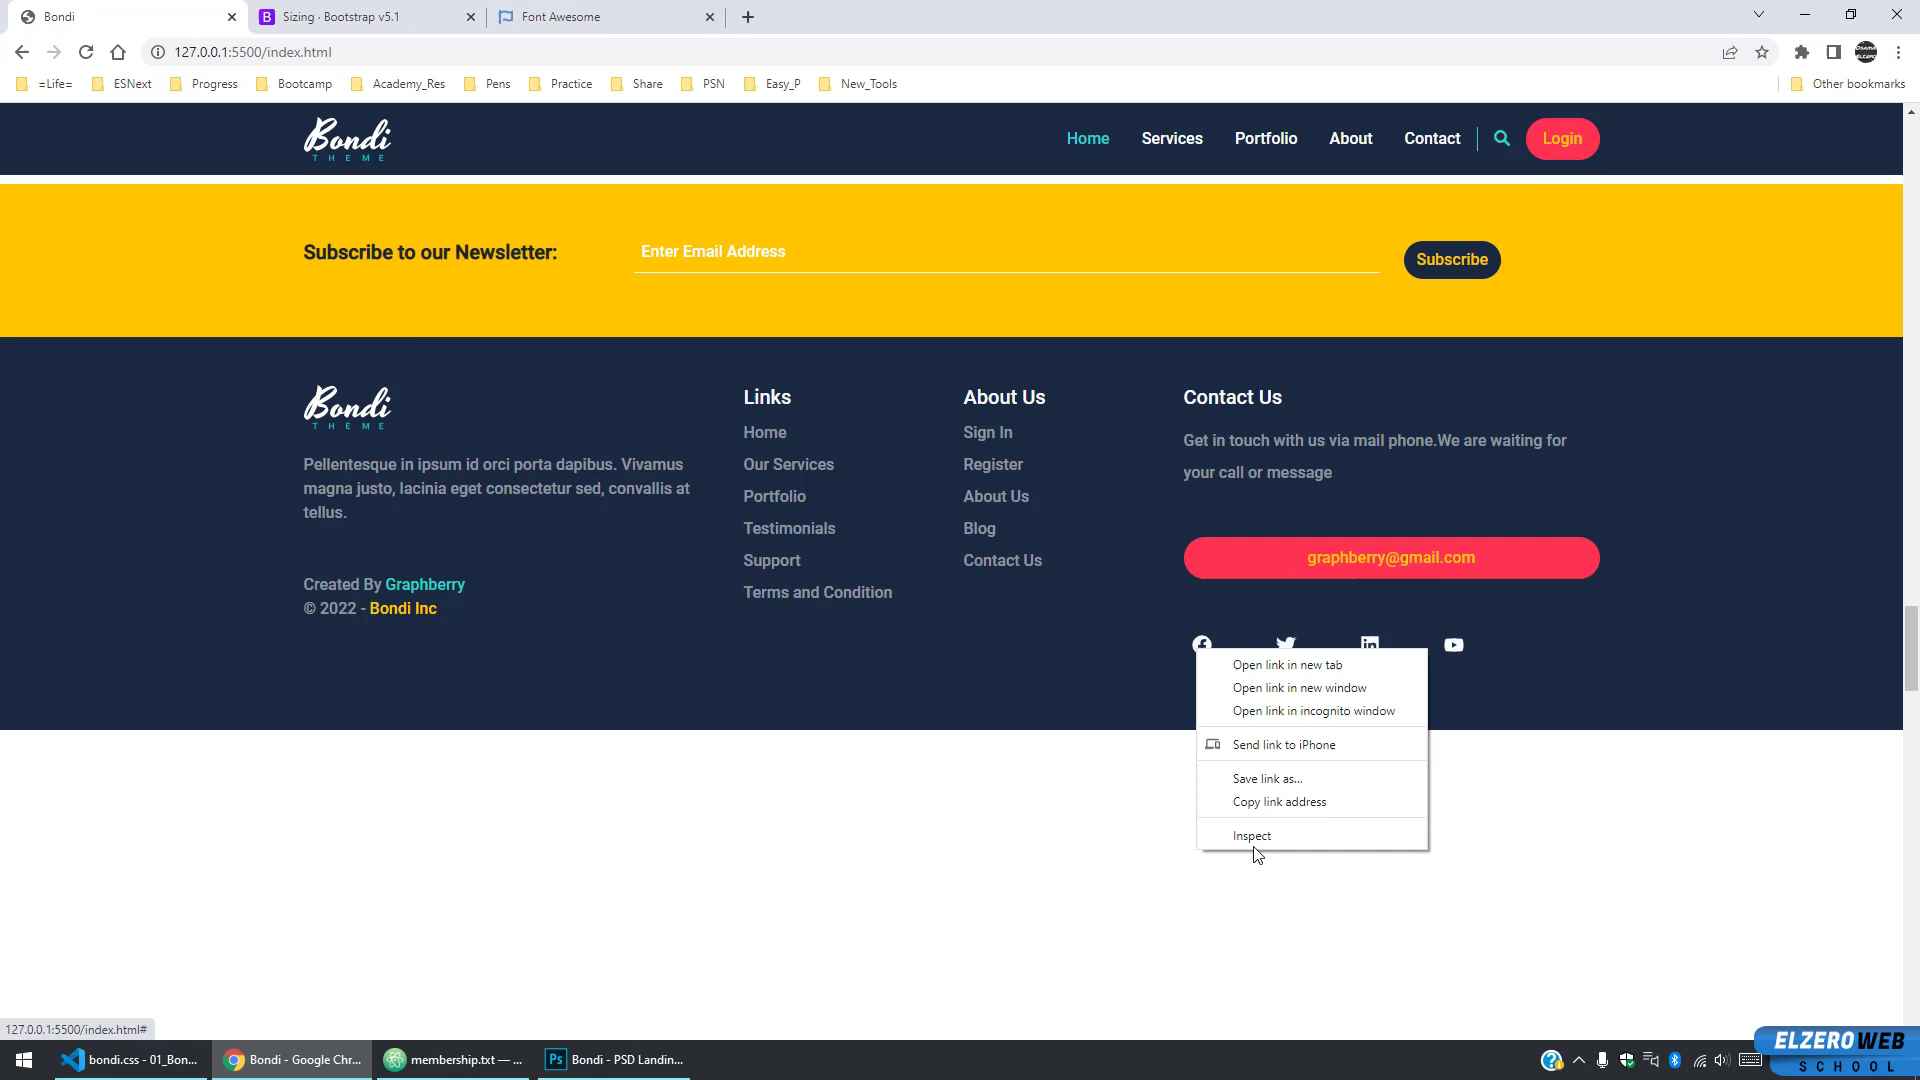 Bondi
Sizing · Bootstrap v5.1
Font Awesome
127.0.0.1:5500/index.html
=Life=
ESNext
Progress
Bootcamp
Academy_Res
Pens
Practice
Share
PSN
Easy_P
New_Tools
Other bookmarks
Bondi
THEME
Home
Services
Portfolio
About
Contact
Login
Subscribe to our Newsletter:
Enter Email Address
Subscribe
Bondi
THEME
Pellentesque in ipsum id orci porta dapibus. Vivamus
magna justo, lacinia eget consectetur sed, convallis at
tellus.
Created By Graphberry
© 2022 - Bondi Inc
Links
Home
Our Services
Portfolio
Testimonials
Support
Terms and Condition
About Us
Sign In
Register
About Us
Blog
Contact Us
Contact Us
Get in touch with us via mail phone.We are waiting for
your call or message
graphberry@gmail.com
Open link in new tab
Open link in new window
Open link in incognito window
Send link to iPhone
Save link as...
Copy link address
Inspect
127.0.0.1:5500/index.html#
bondi.css - 01_Bon...
Bondi - Google Chr...
membership.txt — ...
Bondi - PSD Landin...
ELZEROWEB
SCHOOL